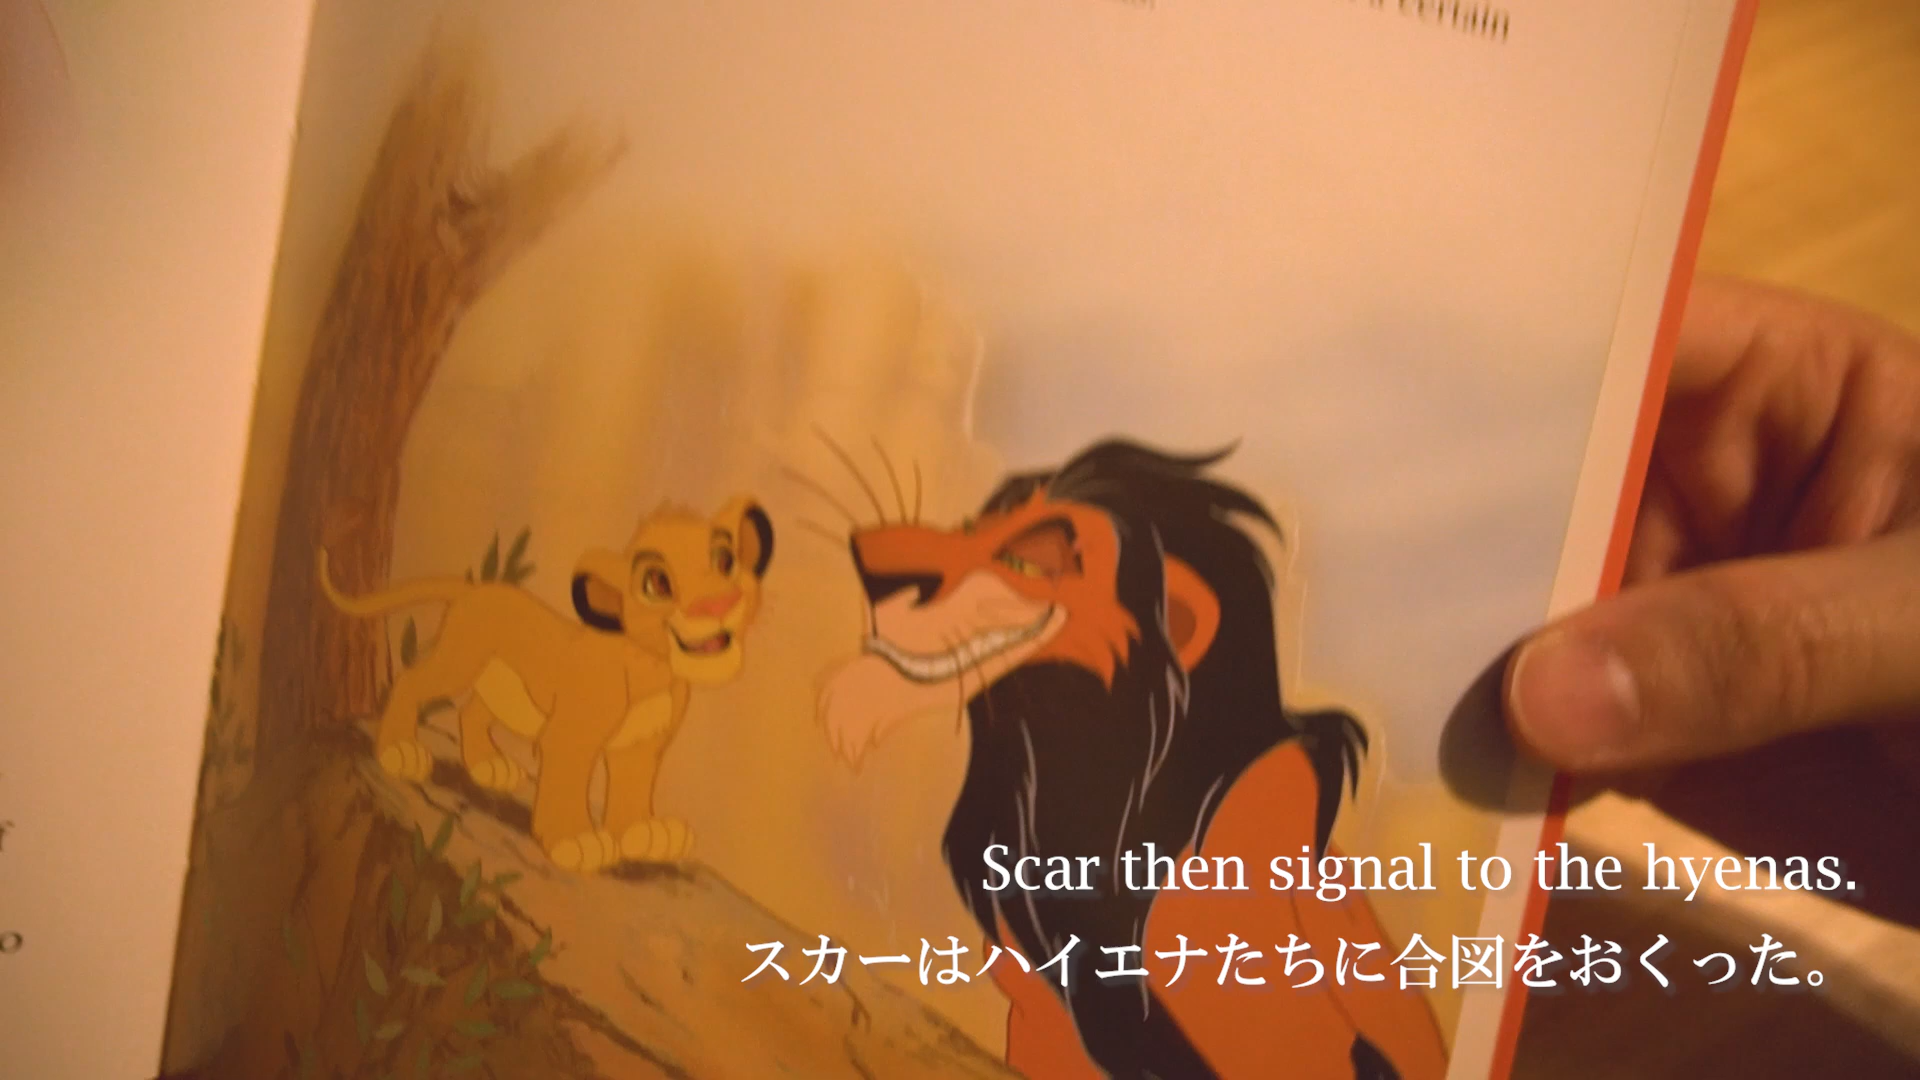 certain
Scar then signal to the hyenas.
スカーはハイエナたちに合図をおくった。